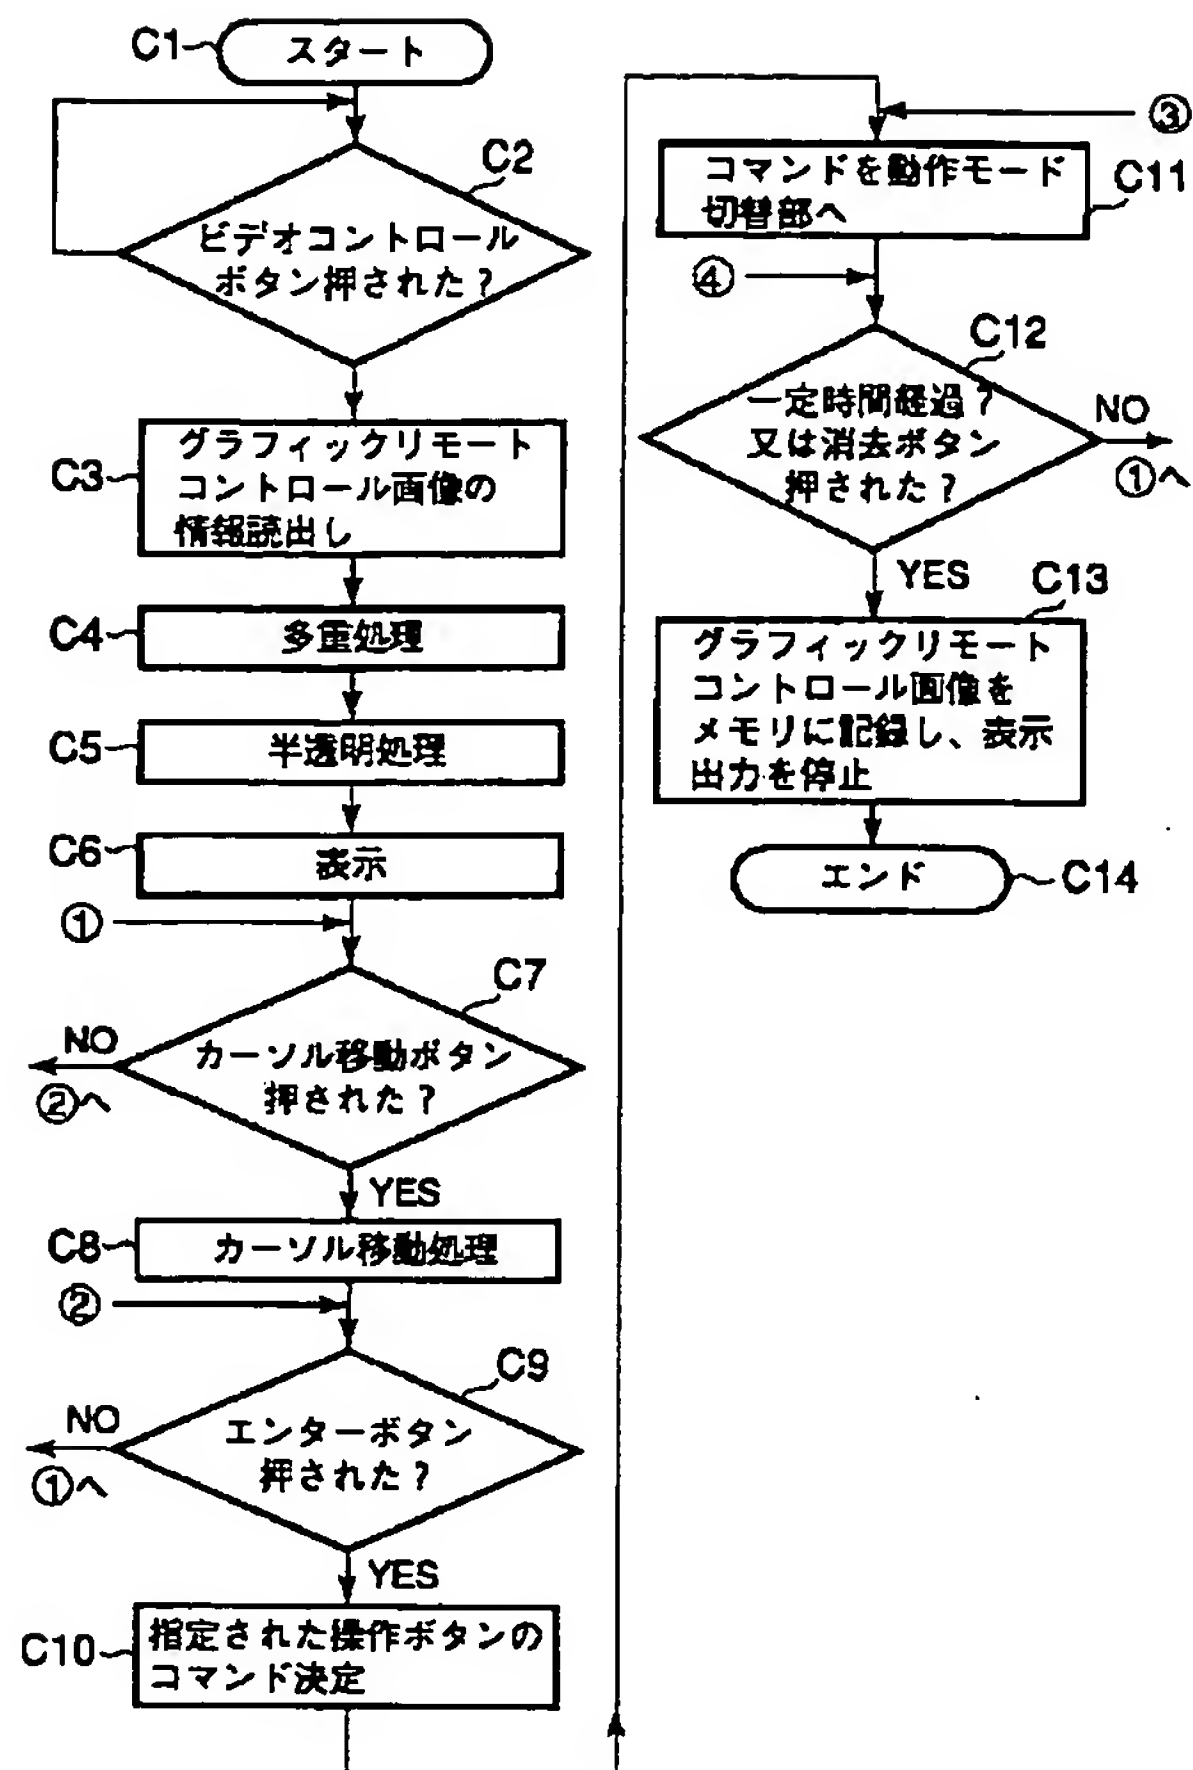 C1
スタート
C2
ビデオコントロール
ボタン押された？
C3
グラフィックリモート
コントロール画像の
情報読出し
C4
多重処理
C5
半透明処理
C6
表示
①
C7
カーソル移動ボタン
押された？
NO
②へ
YES
C8
カーソル移動処理
②
C9
エンターボタン
押された？
NO
①へ
YES
C10
指定された操作ボタンの
コマンド決定
③
コマンドを動作モード
切替部へ
C11
④
C12
一定時間経過？
又は消去ボタン
押された？
NO
①へ
YES
C13
グラフィックリモート
コントロール画像を
メモリに記録し、表示
出力を停止
エンド
C14